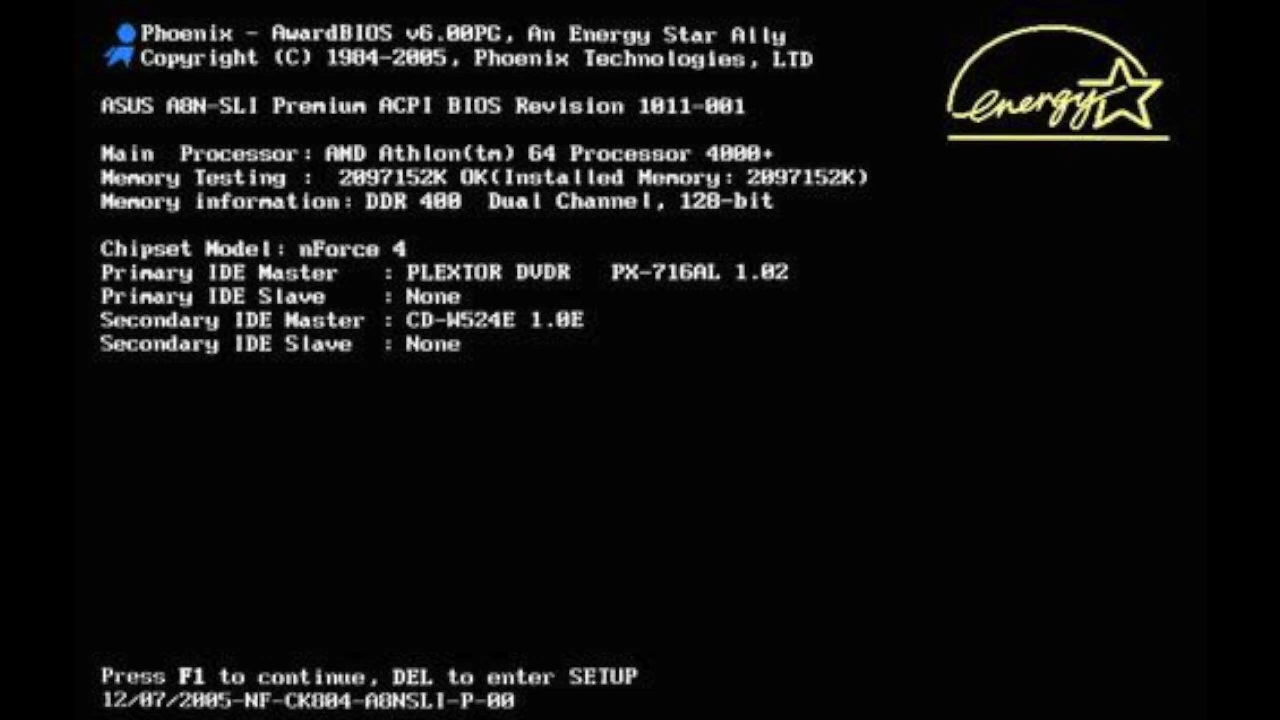 Phoenix - AwardBIOS v6.00PC, An Energy Star Ally
Copyright (C) 1984-2005, Phoenix Technologies, LTD
energy
ASUS A8N-SLI Premium ACPI BIOS Revision 1011-001
Main Processor: AMD Athlon(tm) 64 Processor 4000+
Memory Testing : 2097152K OK(Installed Memory: 2097152K)
Memory information: DDR 400 Dual Channel, 128-bit
Chipset Model: nForce 4
Primary IDE Master : PLEXTOR DVDR PX-716AL 1.02
Primary IDE Slave : None
Secondary IDE Master : CD-W524E 1.0E
Secondary IDE Slave : None
Press F1 to continue, DEL to enter SETUP
12/07/2005-NF-CK804-A8NSLI-P-00